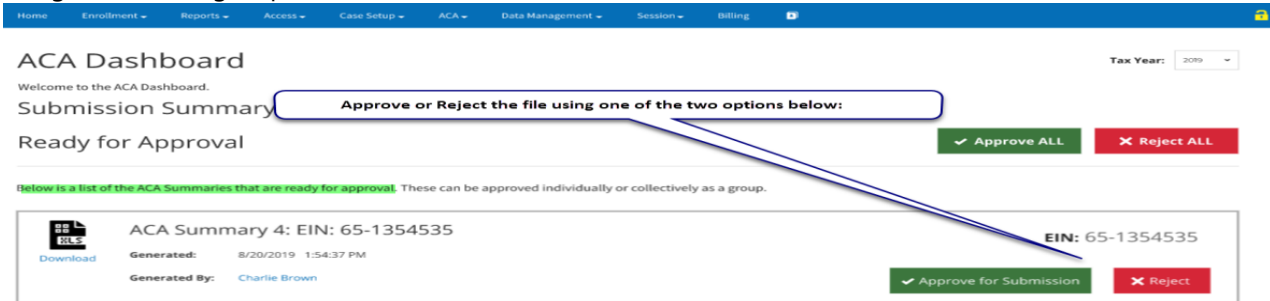 Home Enrollment Reports Access Case Setup ACA Data Management Session Billing
ACA Dashboard
Tax Year: 2019
Welcome to the ACA Dashboard.
Submission Summary
Approve or Reject the file using one of the two options below:
Ready for Approval
Approve ALL Reject ALL
Below is a list of the ACA Summaries that are ready for approval. These can be approved individually or collectively as a group.
XLS
Download
ACA Summary 4: EIN: 65-1354535
EIN: 65-1354535
Generated: 8/20/2019 1:54:37 PM
Generated By: Charlie Brown
Approve for Submission Reject